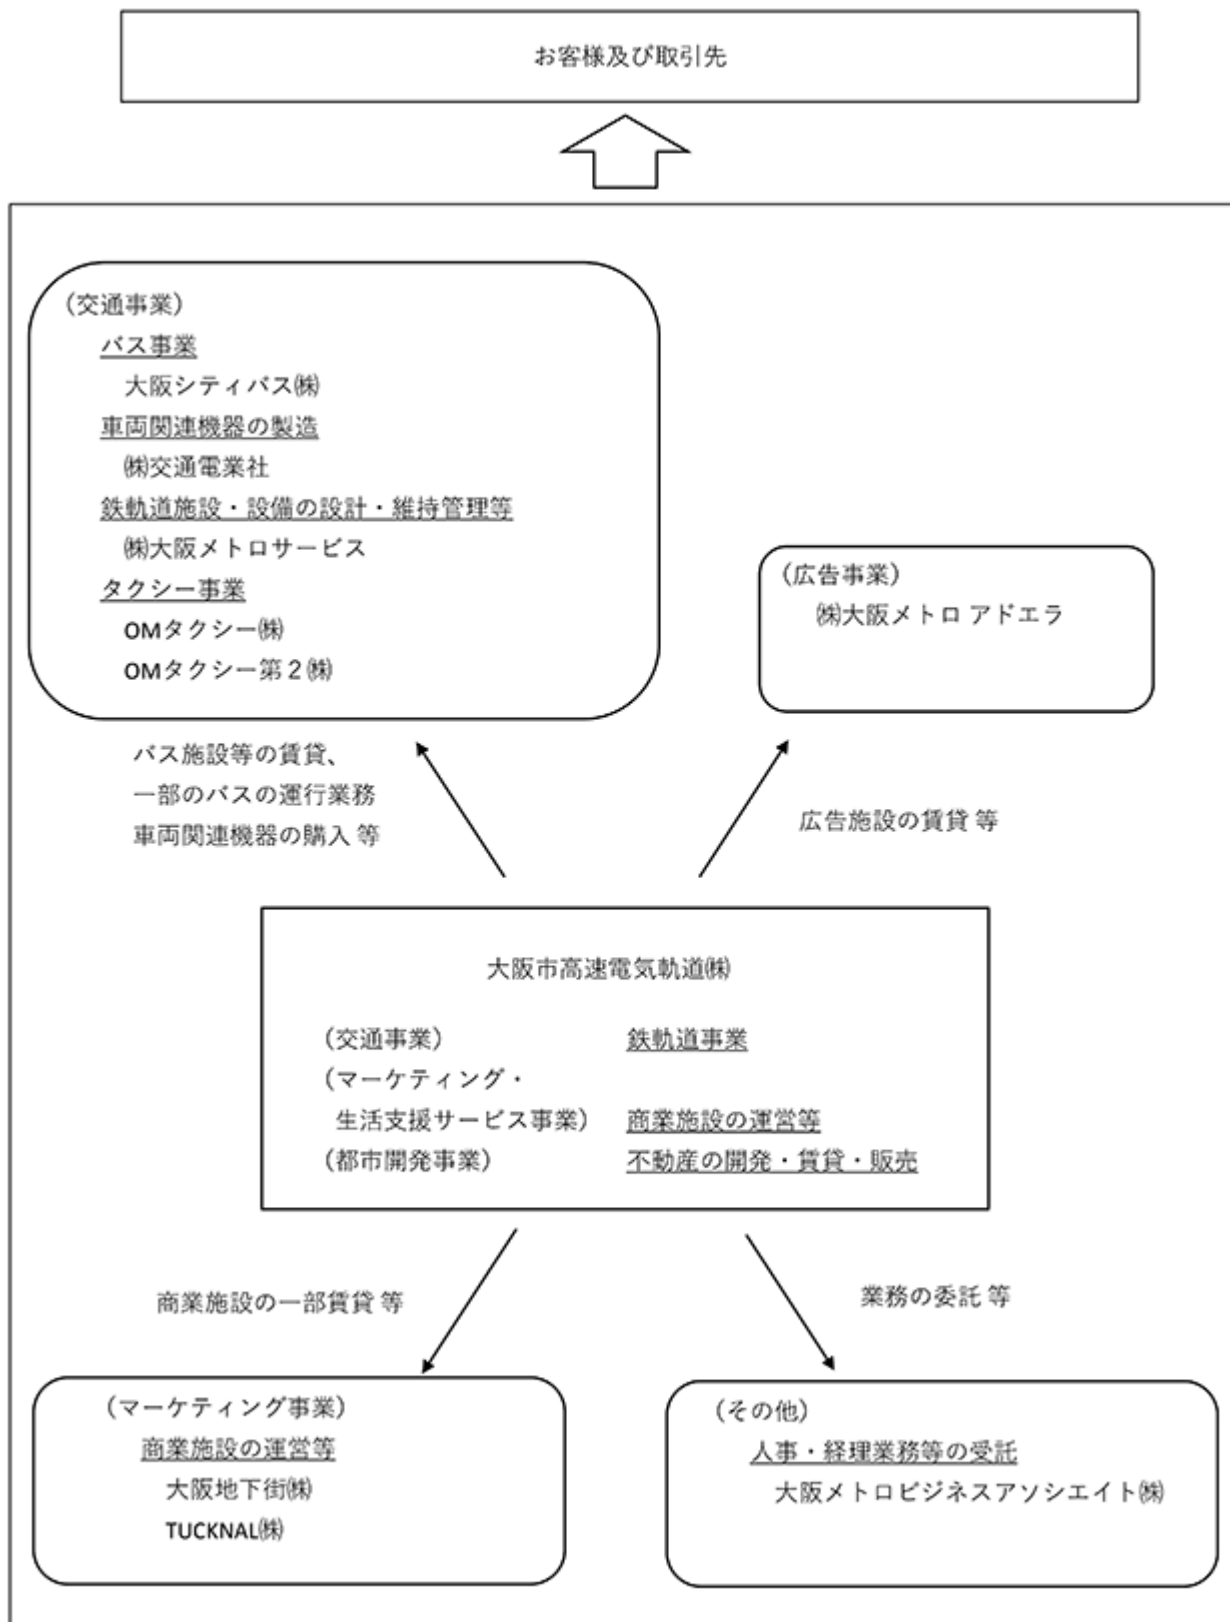 お客様及び取引先
(交通事業)
バス事業
大阪シティバス㈱
車両関連機器の製造
㈱交通電業社
鉄軌道施設・設備の設計・維持管理等
㈱大阪メトロサービス
タクシー事業
OMタクシー㈱
OMタクシー第2㈱
(広告事業)
㈱大阪メトロ アドエラ
バス施設等の賃貸、
一部のバスの運行業務
車両関連機器の購入 等
広告施設の賃貸 等
大阪市高速電気軌道㈱
(交通事業) 鉄軌道事業
(マーケティング・
生活支援サービス事業) 商業施設の運営等
(都市開発事業) 不動産の開発・賃貸・販売
商業施設の一部賃貸 等
業務の委託 等
(マーケティング事業)
商業施設の運営等
大阪地下街㈱
TUCKNAL㈱
(その他)
人事・経理業務等の受託
大阪メトロビジネスアソシエイト㈱